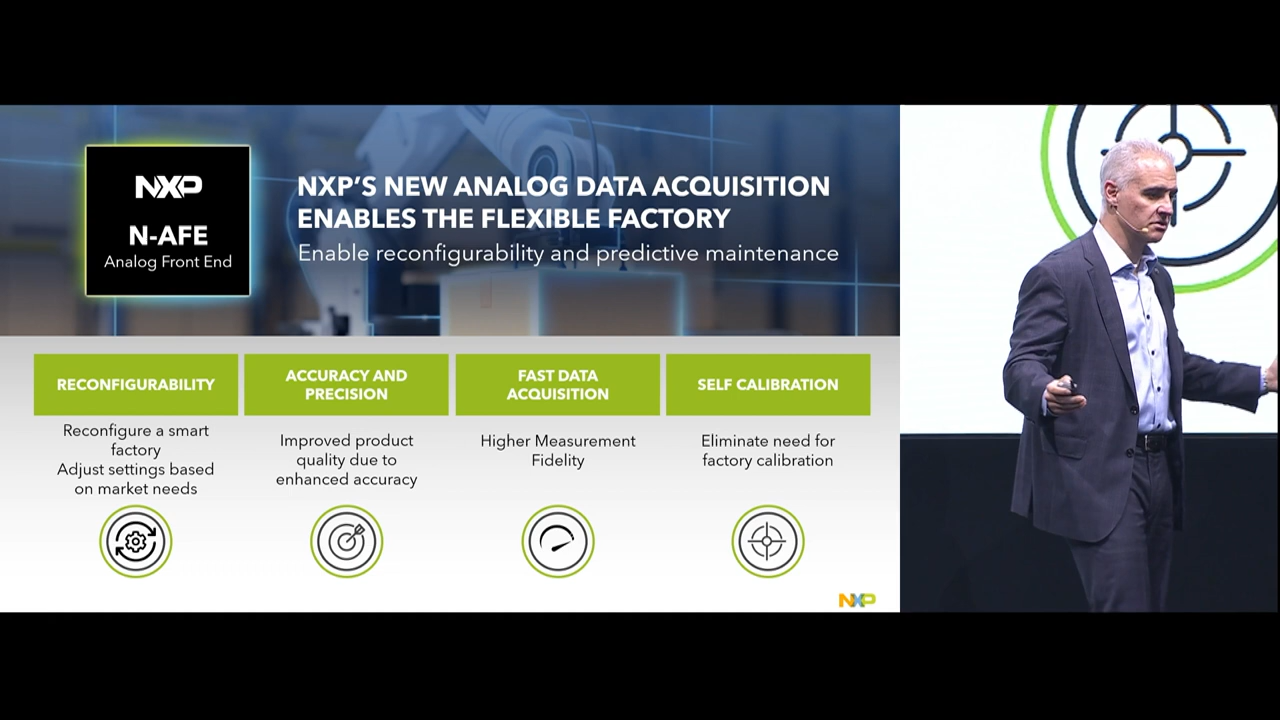 NXP
N-AFE
Analog Front End
NXP'S NEW ANALOG DATA ACQUISITION
ENABLES THE FLEXIBLE FACTORY
Enable reconfigurability and predictive maintenance
RECONFIGURABILITY
Reconfigure a smart
factory
Adjust settings based
on market needs
ACCURACY AND
PRECISION
Improved product
quality due to
enhanced accuracy
FAST DATA
ACQUISITION
Higher Measurement
Fidelity
SELF CALIBRATION
Eliminate need for
factory calibration
NXP